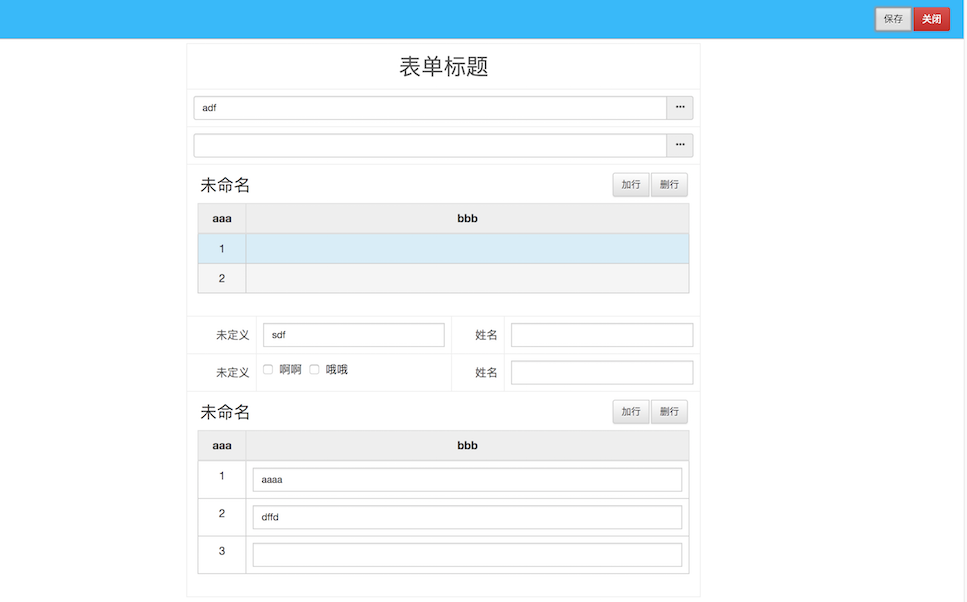 保存 关闭
表单标题
adf ...
...
未命名 加行 删行
aaa bbb
1
2
未定义 sdf 姓名
未定义 啊啊 哦哦 姓名
未命名 加行 删行
aaa bbb
1 aaaa
2 dffd
3